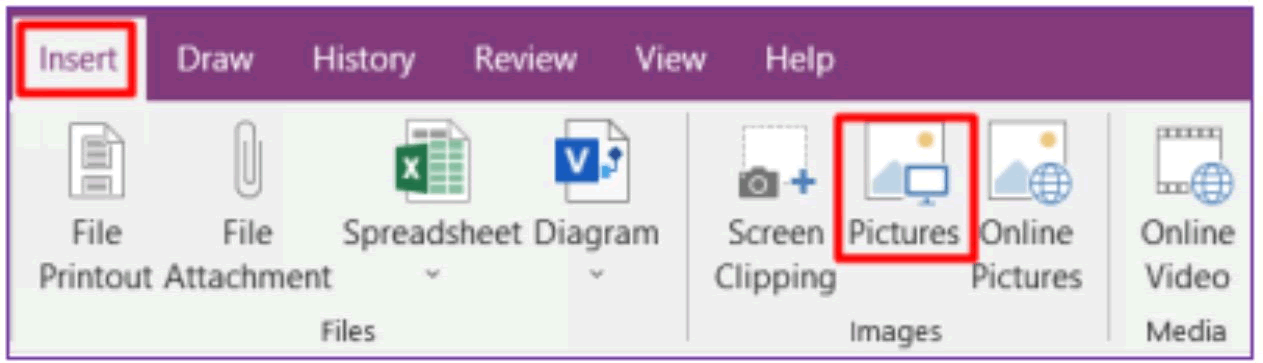 Insert Draw History Review View Help
File File Spreadsheet Diagram Screen Pictures Online Online
Printout Attachment Clipping Pictures Video
Files Images Media